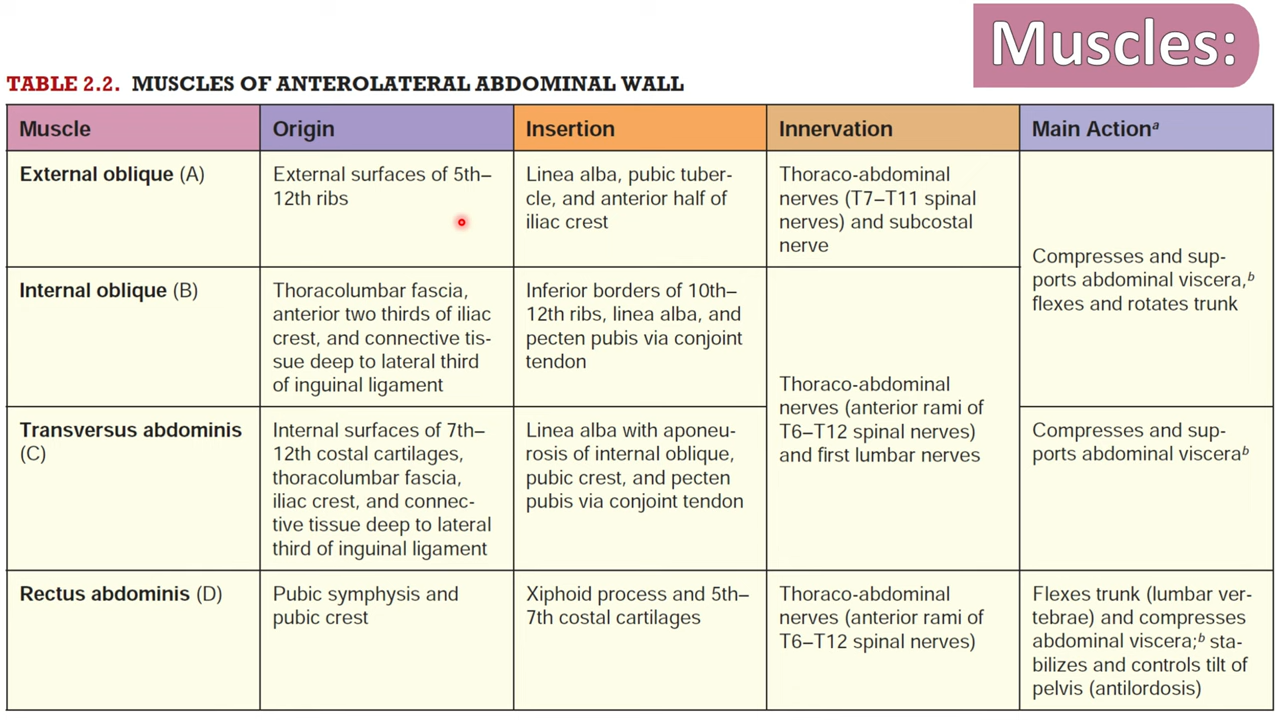 Muscles:
TABLE 2.2. MUSCLES OF ANTEROLATERAL ABDOMINAL WALL
Muscle
Origin
Insertion
Innervation
Main Actionᵃ
External oblique (A)
External surfaces of 5th–
12th ribs
Linea alba, pubic tuber-
cle, and anterior half of
iliac crest
Thoraco-abdominal
nerves (T7–T11 spinal
nerves) and subcostal
nerve
Compresses and sup-
ports abdominal viscera,ᵇ
flexes and rotates trunk
Internal oblique (B)
Thoracolumbar fascia,
anterior two thirds of iliac
crest, and connective tis-
sue deep to lateral third
of inguinal ligament
Inferior borders of 10th–
12th ribs, linea alba, and
pecten pubis via conjoint
tendon
Thoraco-abdominal
nerves (anterior rami of
T6–T12 spinal nerves)
and first lumbar nerves
Transversus abdominis
(C)
Internal surfaces of 7th–
12th costal cartilages,
thoracolumbar fascia,
iliac crest, and connec-
tive tissue deep to lateral
third of inguinal ligament
Linea alba with aponeu-
rosis of internal oblique,
pubic crest, and pecten
pubis via conjoint tendon
Compresses and sup-
ports abdominal visceraᵇ
Rectus abdominis (D)
Pubic symphysis and
pubic crest
Xiphoid process and 5th–
7th costal cartilages
Thoraco-abdominal
nerves (anterior rami of
T6–T12 spinal nerves)
Flexes trunk (lumbar ver-
tebrae) and compresses
abdominal viscera;ᵇ sta-
bilizes and controls tilt of
pelvis (antilordosis)